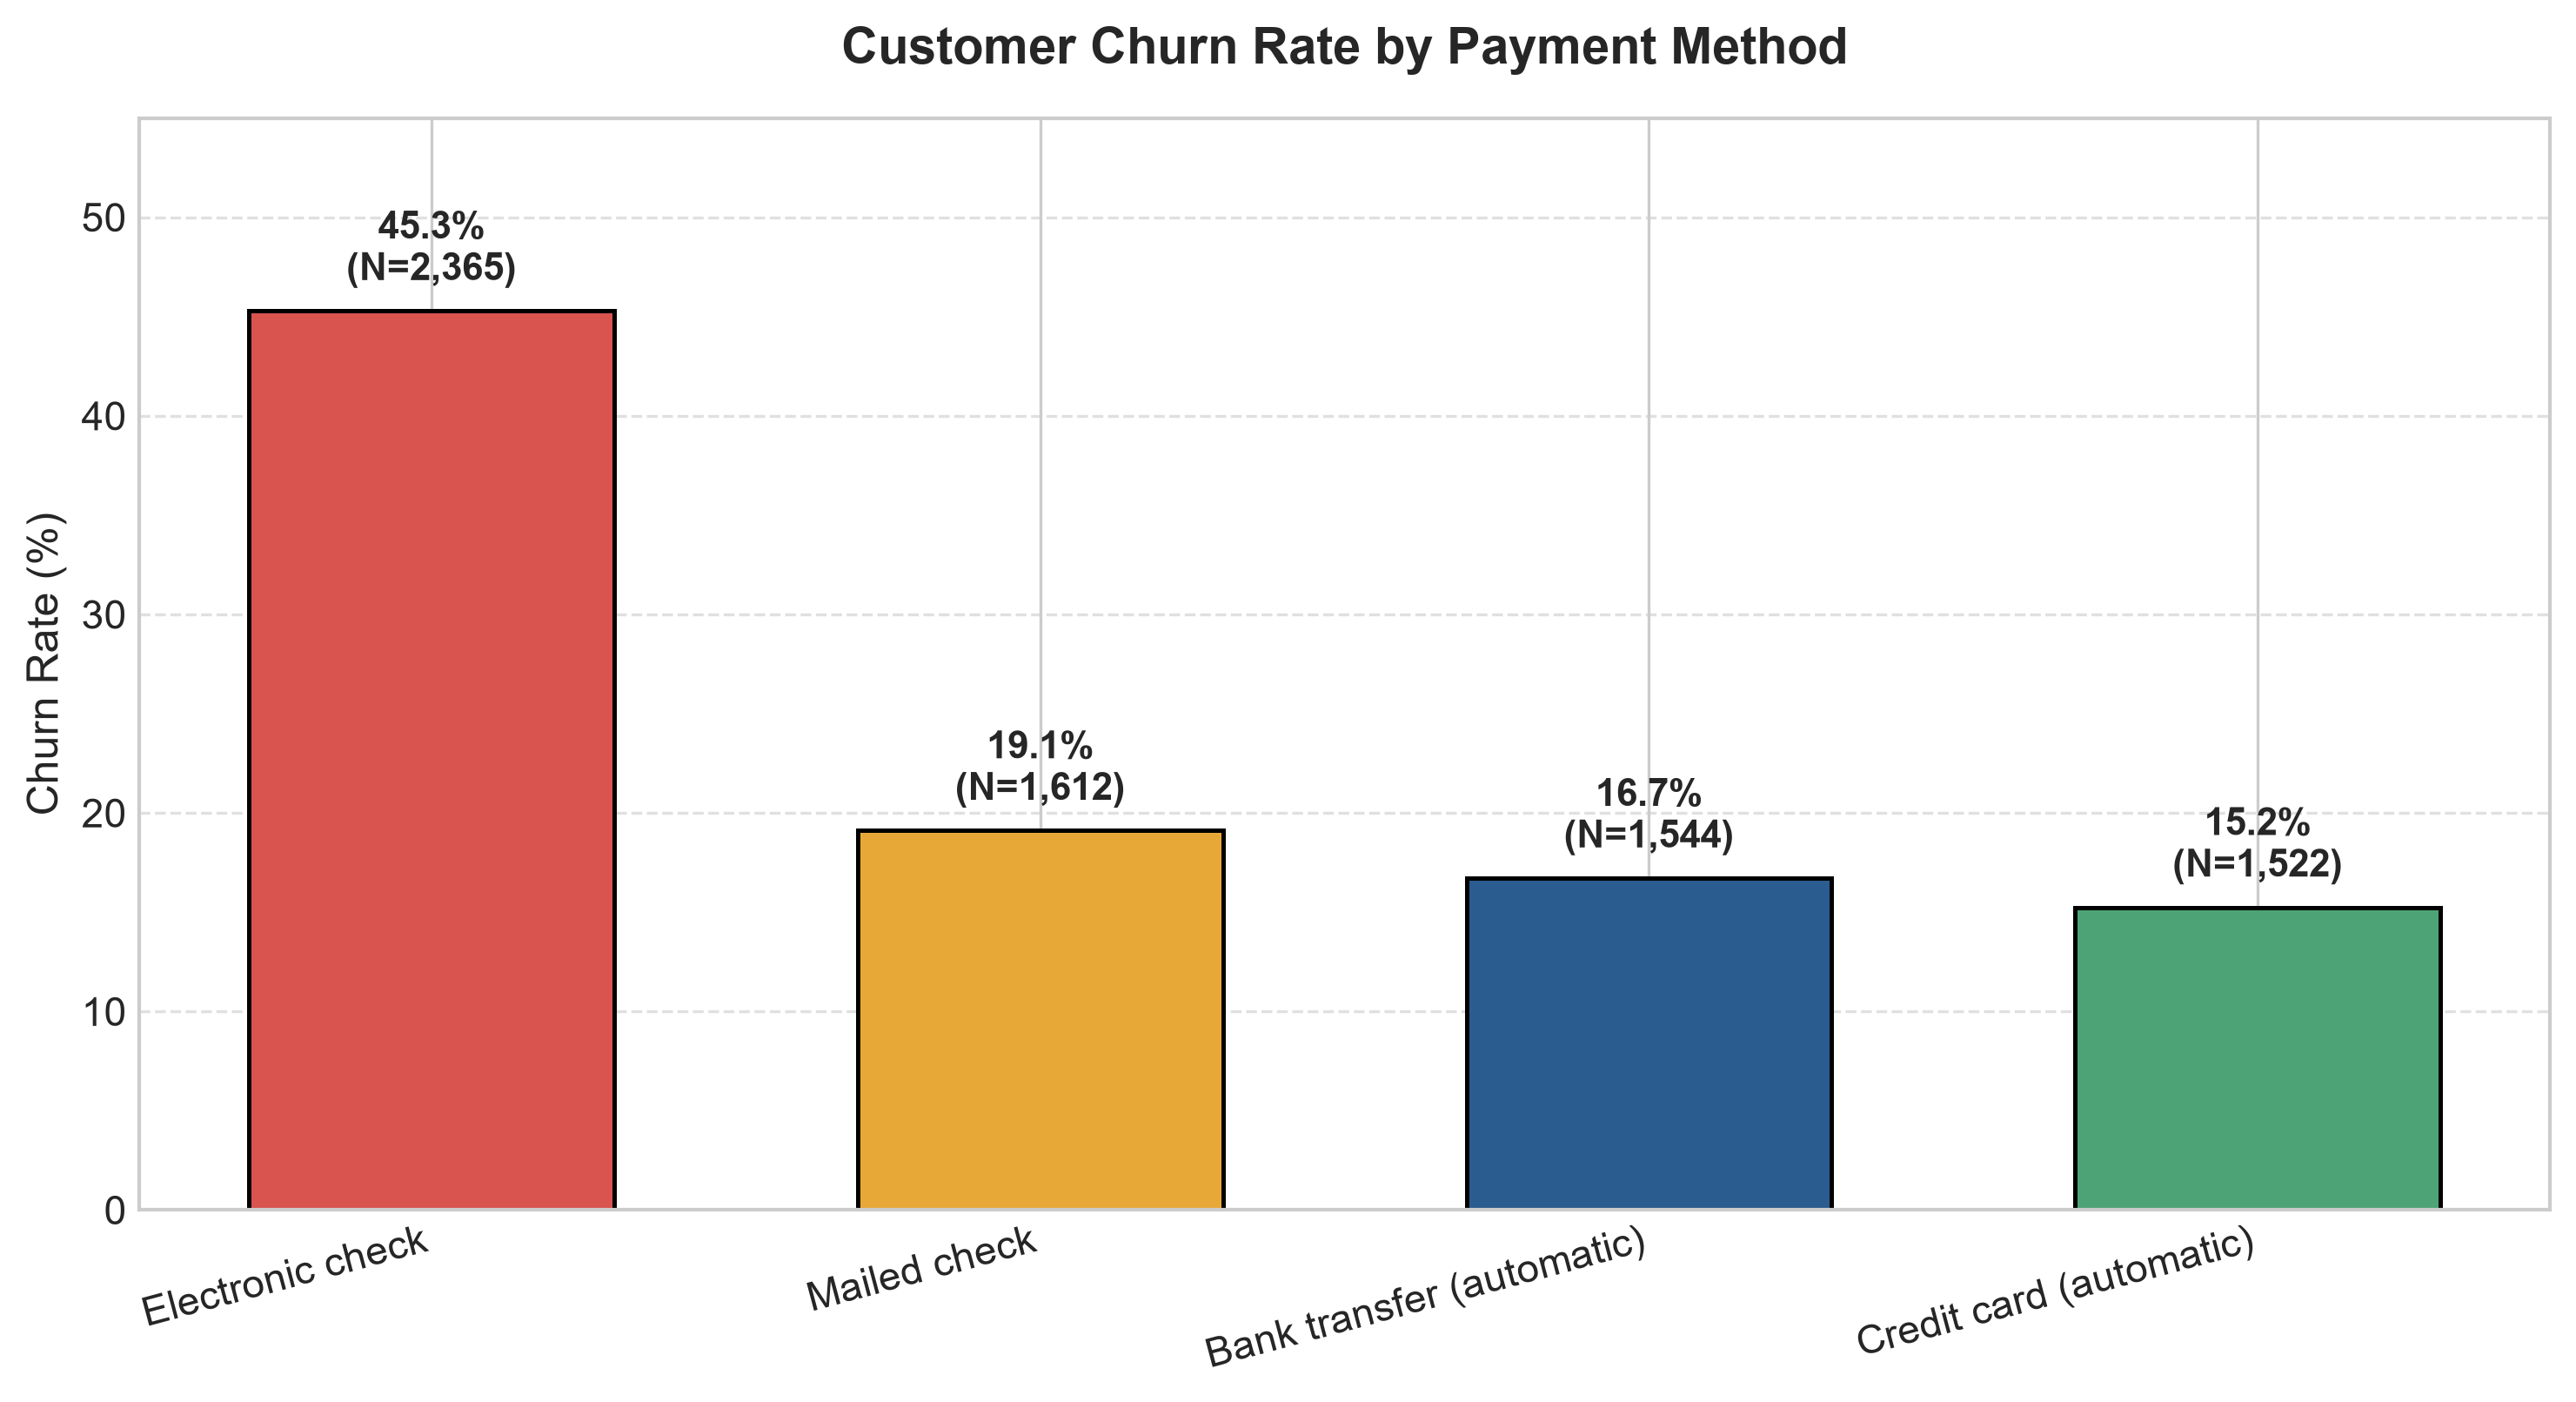 Customer Churn Rate by Payment Method
Churn Rate (%)
50
40
30
20
10
0
45.3%
(N=2,365)
19.1%
(N=1,612)
16.7%
(N=1,544)
15.2%
(N=1,522)
Electronic check
Mailed check
Bank transfer (automatic)
Credit card (automatic)